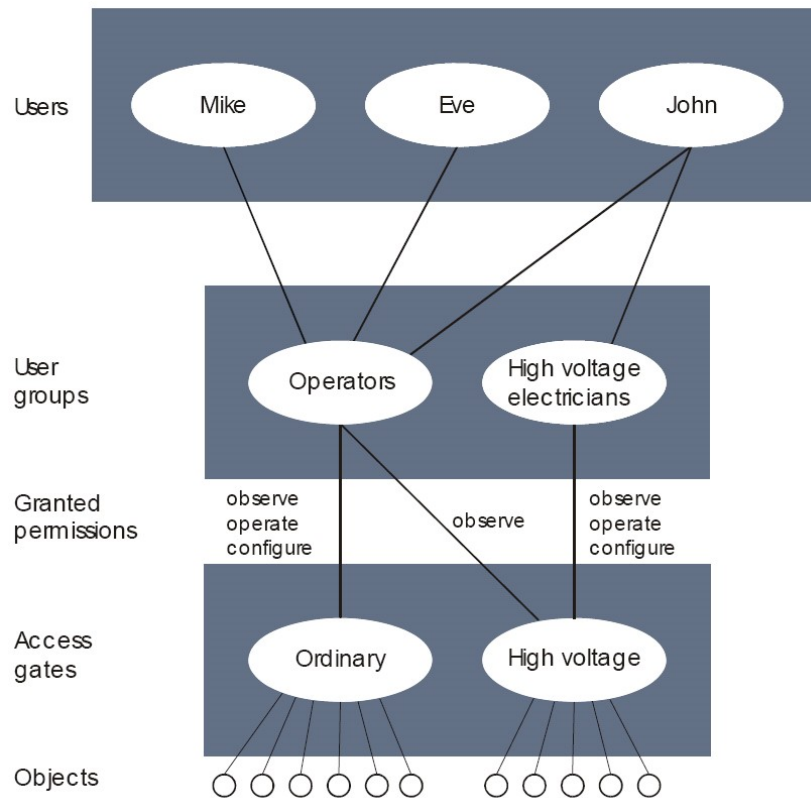 Users
Mike
Eve
John
User
groups
Operators
High voltage
electricians
Granted
permissions
observe
operate
configure
observe
observe
operate
configure
Access
gates
Ordinary
High voltage
Objects